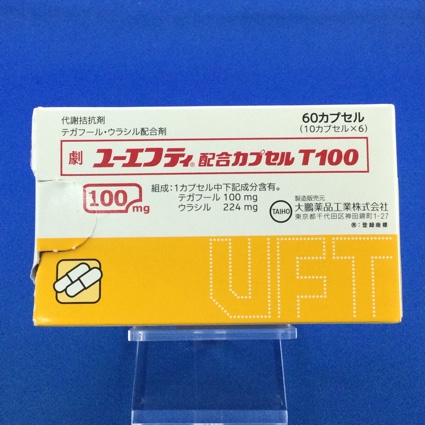 代謝拮抗剤
テガフール・ウラシル配合剤
60カプセル
(10カプセル×6)
劇 ユーエフティ® 配合カプセル T100
100mg
組成:1カプセル中下記成分含有。
テガフール 100 mg
ウラシル 224 mg
製造販売元
TAIHO 大鵬薬品工業株式会社
東京都千代田区神田錦町1-27
®:登録商標
UFT